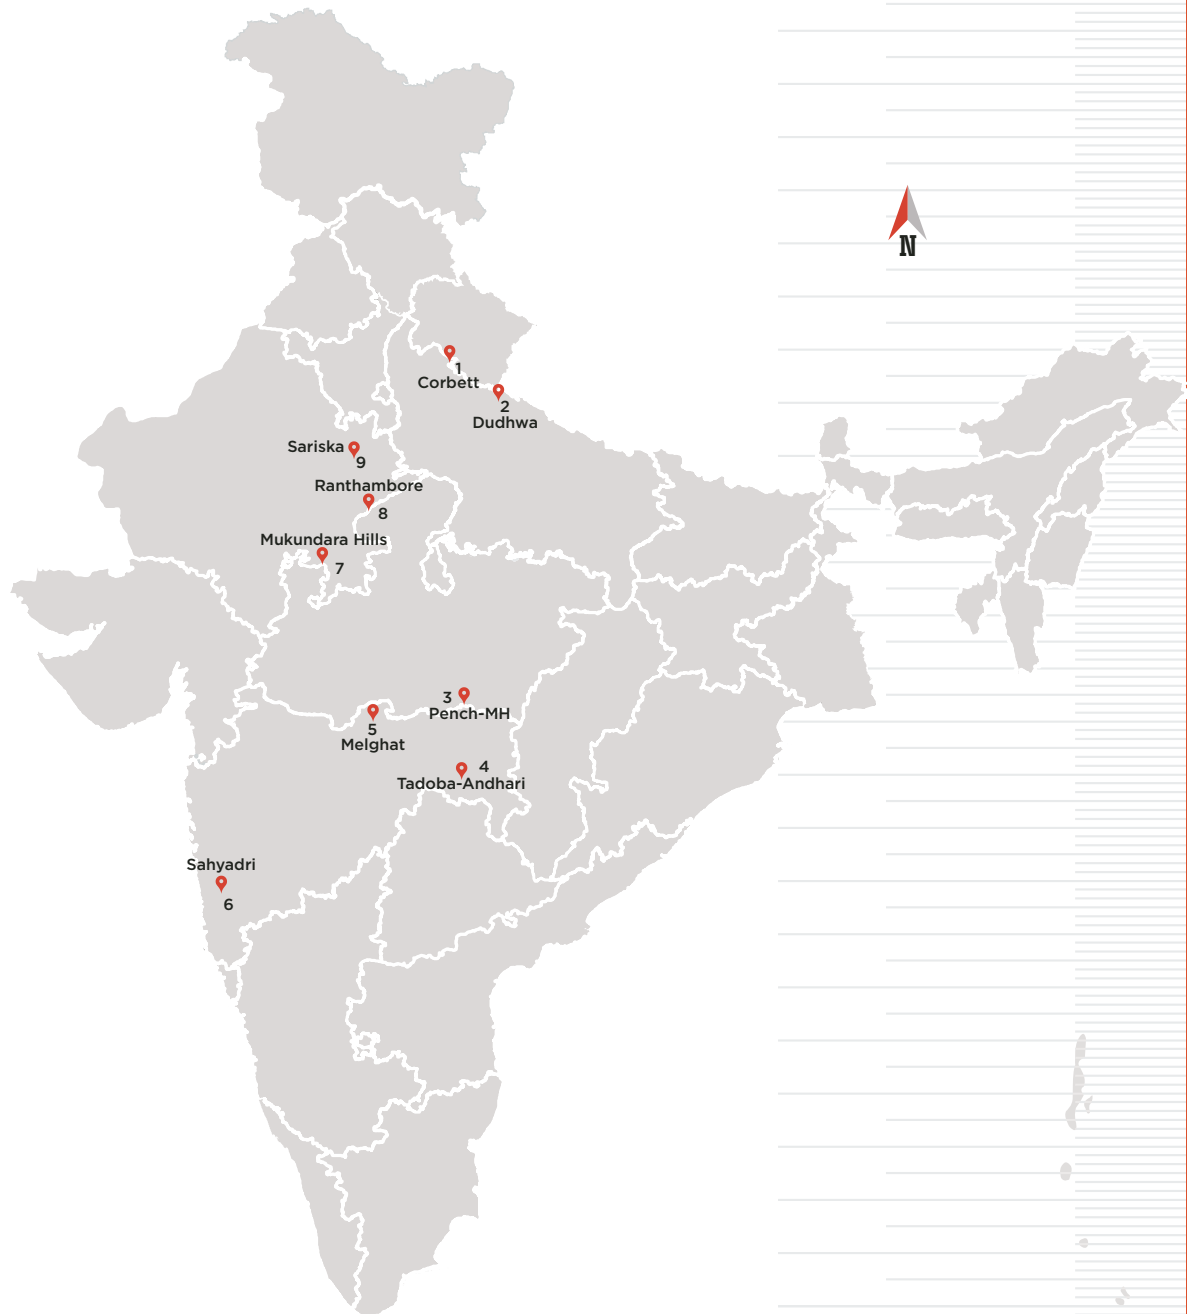 N
1
Corbett
2
Dudhwa
Sariska
9
Ranthambore
8
Mukundara Hills
7
3
Pench-MH
5
Melghat
4
Tadoba-Andhari
Sahyadri
6